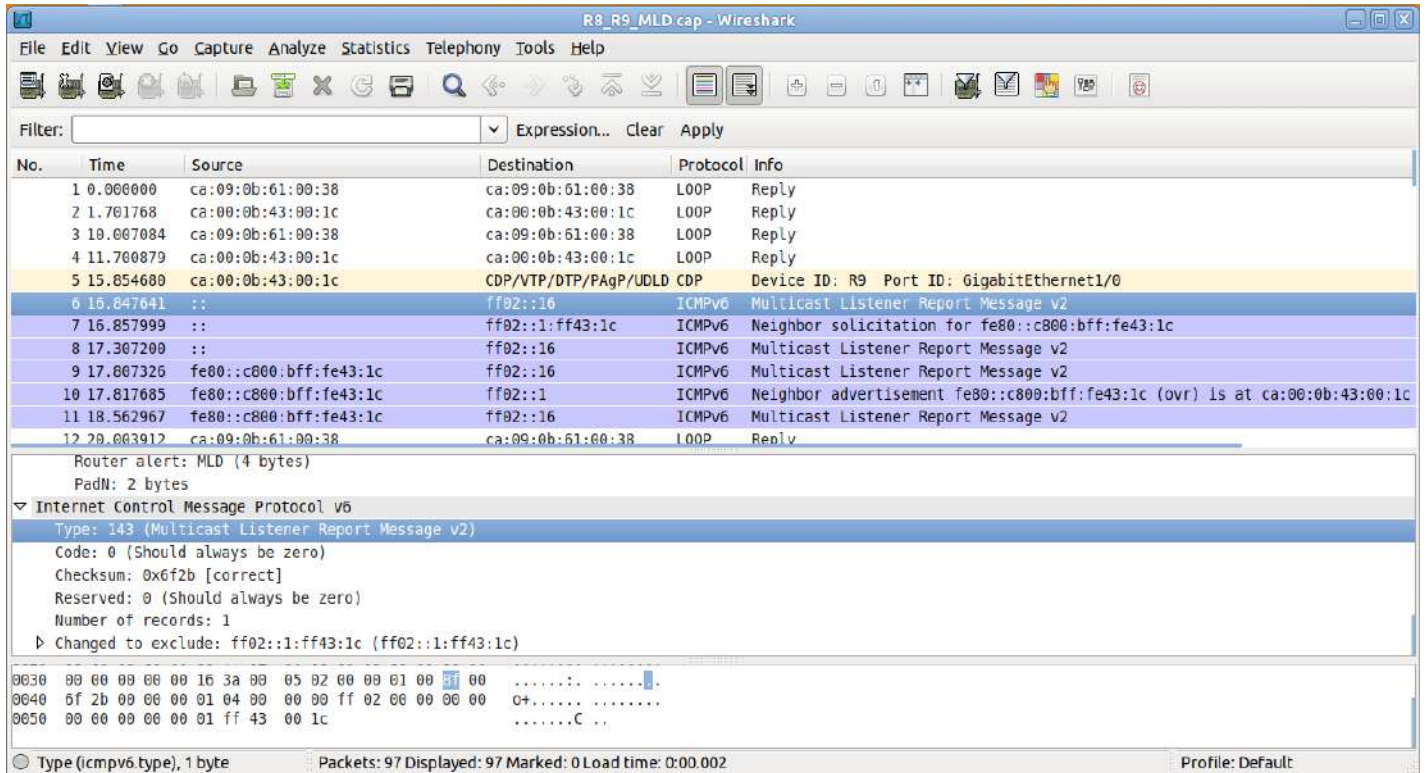 R8_R9_MLD.cap - Wireshark
File Edit View Go Capture Analyze Statistics Telephony Tools Help
Filter: Expression... Clear Apply
No. Time Source Destination Protocol Info
1 0.000000 ca:09:0b:61:00:38 ca:09:0b:61:00:38 LOOP Reply
2 1.701768 ca:00:0b:43:00:1c ca:00:0b:43:00:1c LOOP Reply
3 10.007084 ca:09:0b:61:00:38 ca:09:0b:61:00:38 LOOP Reply
4 11.700879 ca:00:0b:43:00:1c ca:00:0b:43:00:1c LOOP Reply
5 15.854680 ca:00:0b:43:00:1c CDP/VTP/DTP/PAgP/UDLD CDP Device ID: R9 Port ID: GigabitEthernet1/0
6 16.847641 :: ff02::16 ICMPv6 Multicast Listener Report Message v2
7 16.857999 :: ff02::1:ff43:1c ICMPv6 Neighbor solicitation for fe80::c800:bff:fe43:1c
8 17.307200 :: ff02::16 ICMPv6 Multicast Listener Report Message v2
9 17.807326 fe80::c800:bff:fe43:1c ff02::16 ICMPv6 Multicast Listener Report Message v2
10 17.817685 fe80::c800:bff:fe43:1c ff02::1 ICMPv6 Neighbor advertisement fe80::c800:bff:fe43:1c (ovr) is at ca:00:0b:43:00:1c
11 18.562967 fe80::c800:bff:fe43:1c ff02::16 ICMPv6 Multicast Listener Report Message v2
12 20.003912 ca:09:0b:61:00:38 ca:09:0b:61:00:38 LOOP Reply
Router alert: MLD (4 bytes)
PadN: 2 bytes
Internet Control Message Protocol v6
Type: 143 (Multicast Listener Report Message v2)
Code: 0 (Should always be zero)
Checksum: 0x6f2b [correct]
Reserved: 0 (Should always be zero)
Number of records: 1
Changed to exclude: ff02::1:ff43:1c (ff02::1:ff43:1c)
0030 00 00 00 00 00 16 3a 00 05 02 00 00 01 00 8f 00 ......:. ........
0040 6f 2b 00 00 00 01 04 00 00 00 ff 02 00 00 00 00 o+...... ........
0050 00 00 00 00 00 01 ff 43 00 1c .......C ..
Type (icmpv6.type), 1 byte Packets: 97 Displayed: 97 Marked: 0 Load time: 0:00.002 Profile: Default